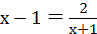 x − 1 = 2/(x+1)